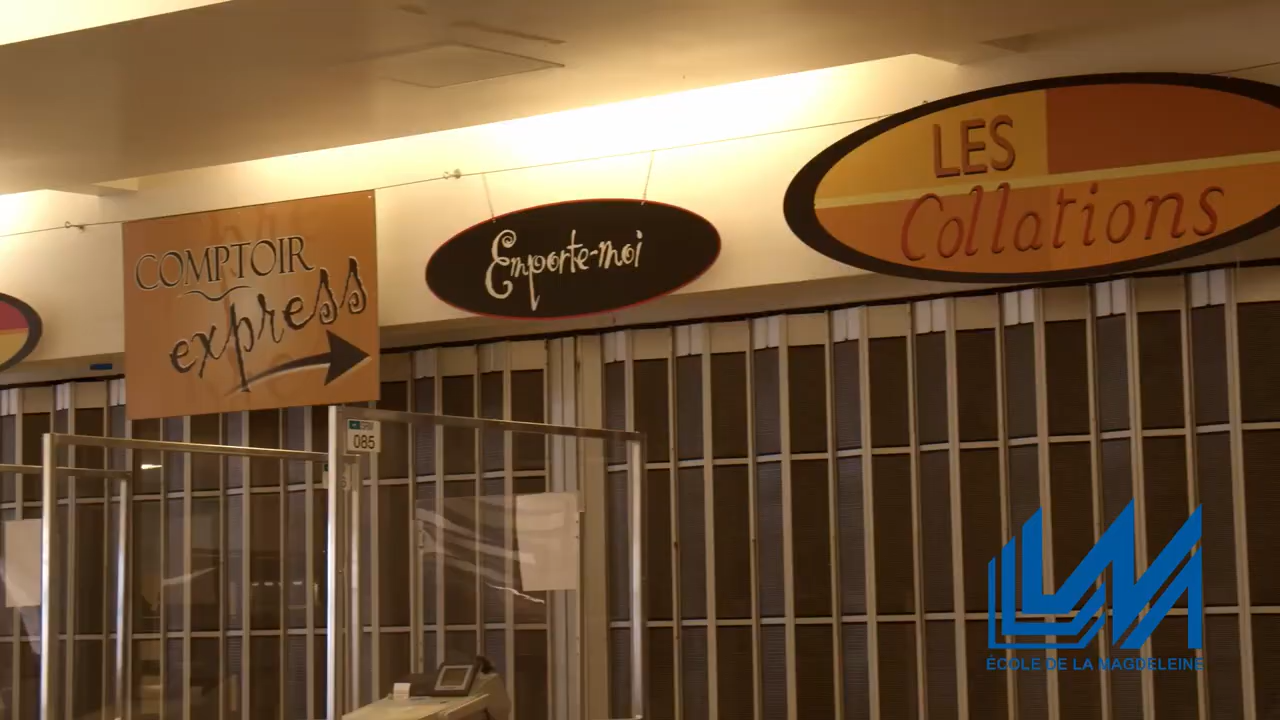 COMPTOIR
express
Emporte-moi
LES
Collations
085
ÉCOLE DE LA MAGDELEINE